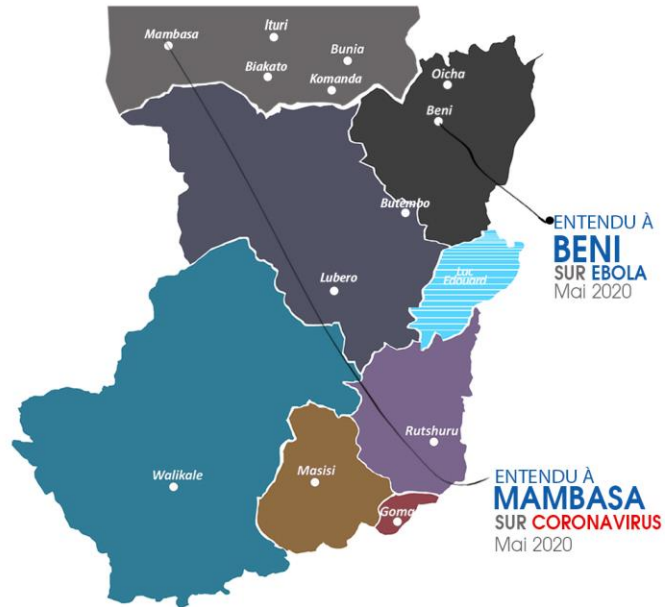 Ituri
Mambasa
Bunia
Biakato
Komanda
Oicha
Beni
Butembo
ENTENDU À
BENI
SUR EBOLA
Mai 2020
Luc
Edouard
Lubero
Rutshuru
Walikale
Masisi
ENTENDU À
MAMBASA
SUR CORONAVIRUS
Mai 2020
Goma